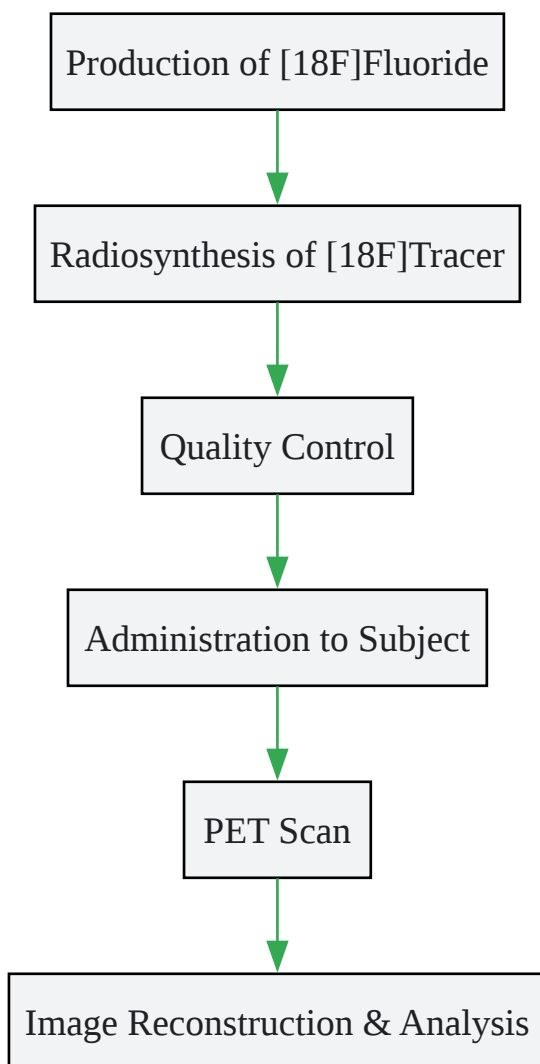 Production of [18F]Fluoride
Radiosynthesis of [18F]Tracer
Quality Control
Administration to Subject
PET Scan
Image Reconstruction & Analysis